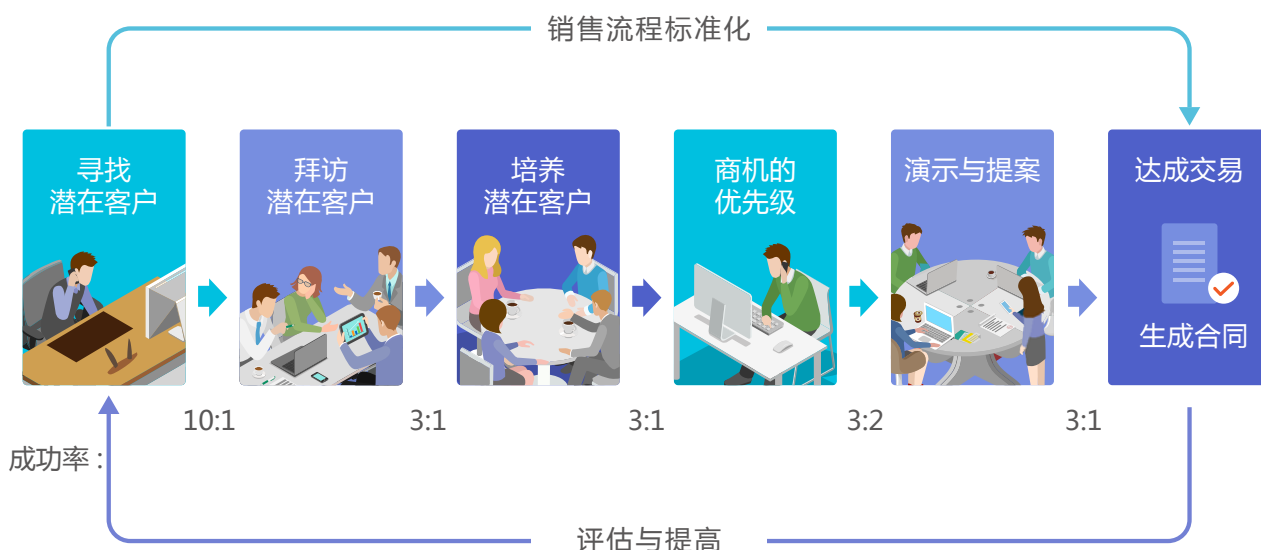 销售流程标准化
寻找
潜在客户
拜访
潜在客户
培养
潜在客户
商机的
优先级
演示与提案
达成交易
生成合同
10:1
3:1
3:1
3:2
3:1
成功率 :
评估与提高